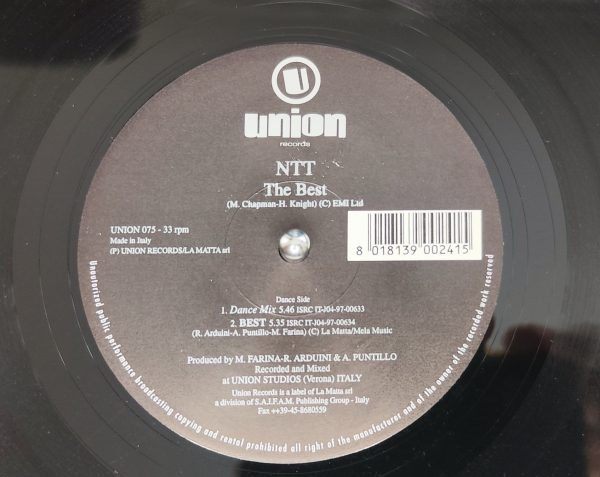 U
union
records
NTT
The Best
(M. Chapman-H. Knight) (C) EMI Ltd
UNION 075 - 33 rpm
Made in Italy
(P) UNION RECORDS/LA MATTA srl
8 018139 002415
Dance Side
1. Dance Mix 5.46 ISRC IT-J04-97-00633
2. BEST 5.35 ISRC IT-J04-97-00634
(R. Arduini-A. Puntillo-M. Farina) (C) La Matta/Mela Music
Produced by M. FARINA-R. ARDUINI & A. PUNTILLO
Recorded and Mixed
at UNION STUDIOS (Verona) ITALY
Union Records is a label of La Matta srl
a division of S.A.I.F.A.M. Publishing Group - Italy
Fax ++39-45-8680559
Unauthorized public performance broadcasting copying and rental prohibited all right of the manufacturer and of the owner of the recorded work reserved